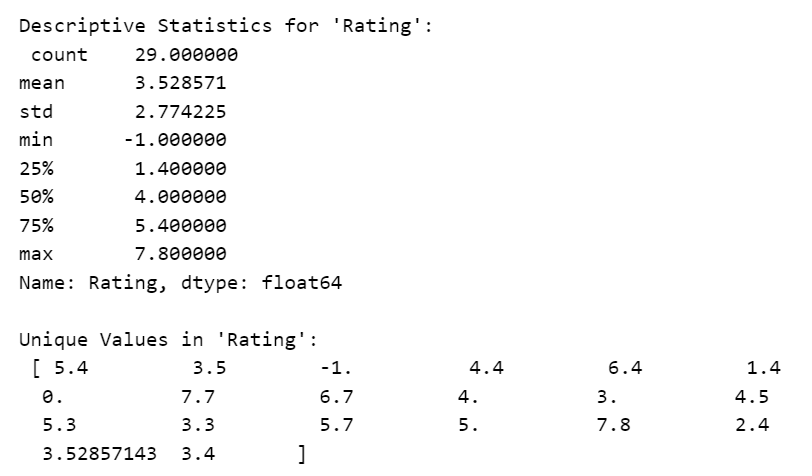 Descriptive Statistics for 'Rating':
count 29.000000
mean 3.528571
std 2.774225
min -1.000000
25% 1.400000
50% 4.000000
75% 5.400000
max 7.800000
Name: Rating, dtype: float64
Unique Values in 'Rating':
[ 5.4 3.5 -1. 4.4 6.4 1.4
0. 7.7 6.7 4. 3. 4.5
5.3 3.3 5.7 5. 7.8 2.4
3.52857143 3.4 ]